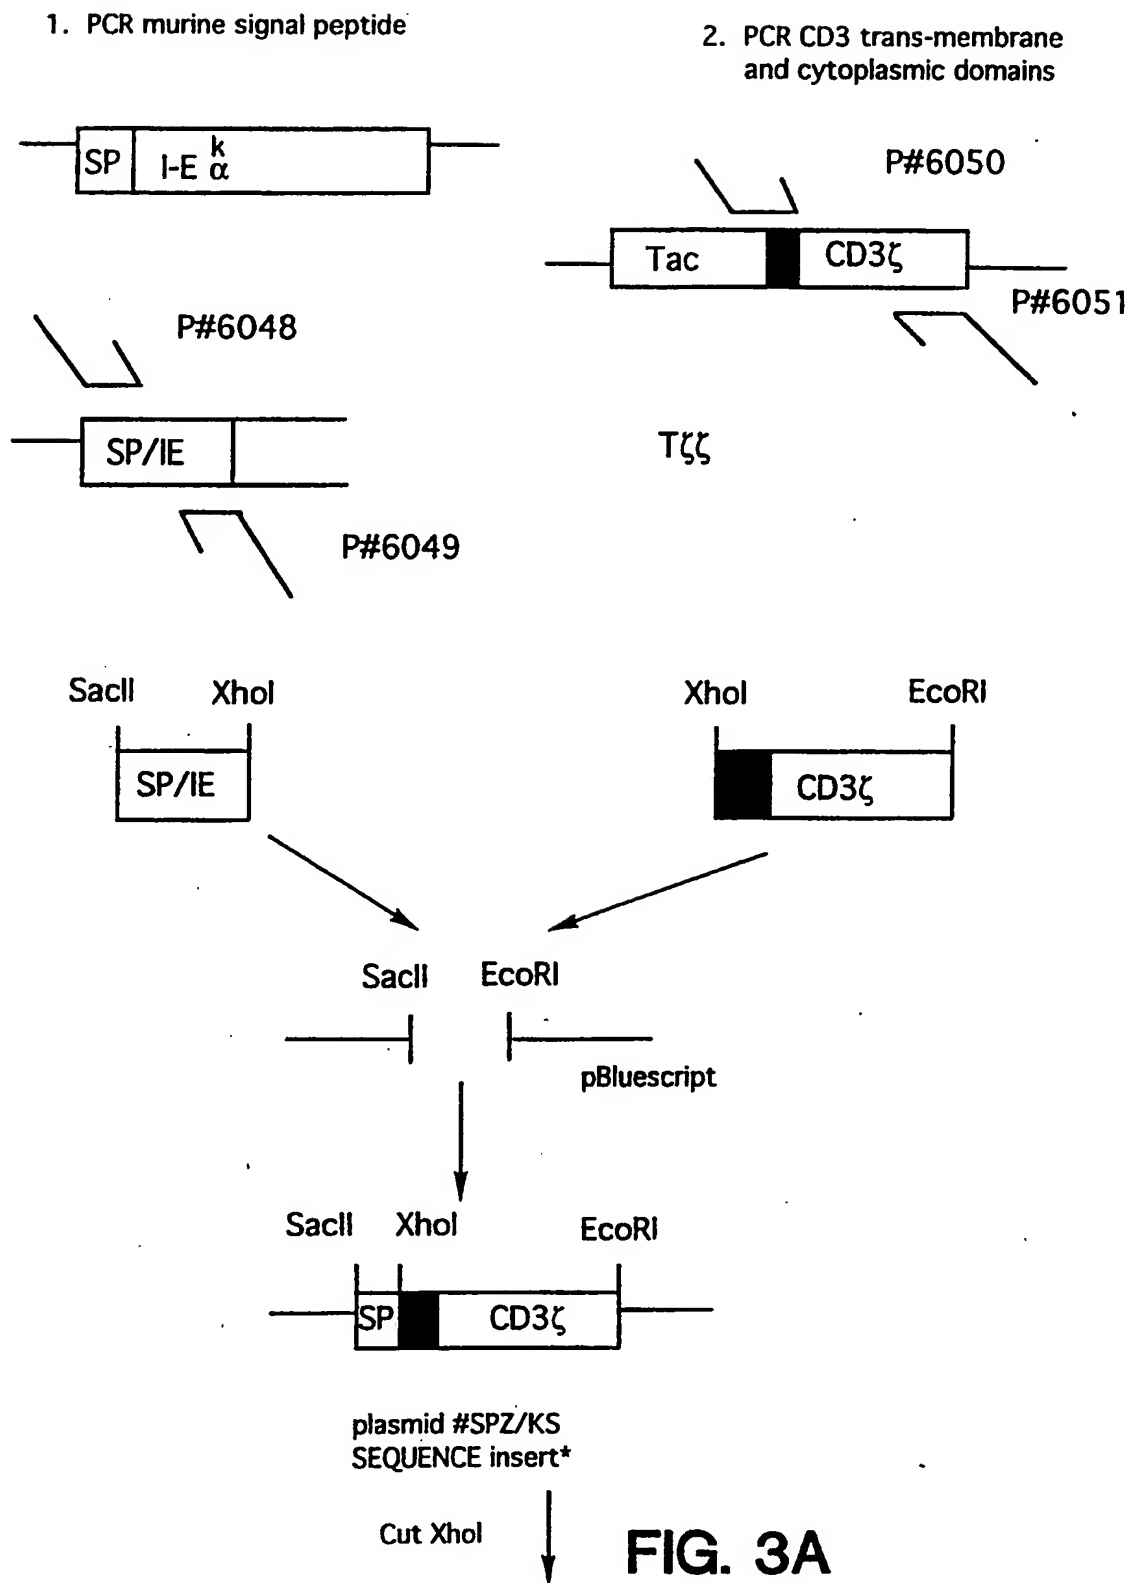 1. PCR murine signal peptide
2. PCR CD3 trans-membrane
and cytoplasmic domains
SP
I-E k α
P#6050
Tac
CD3ζ
P#6051
P#6048
SP/IE
Tζζ
P#6049
SacII
XhoI
XhoI
EcoRI
SP/IE
CD3ζ
SacII
EcoRI
pBluescript
SacII
XhoI
EcoRI
SP
CD3ζ
plasmid #SPZ/KS
SEQUENCE insert*
Cut XhoI
FIG. 3A